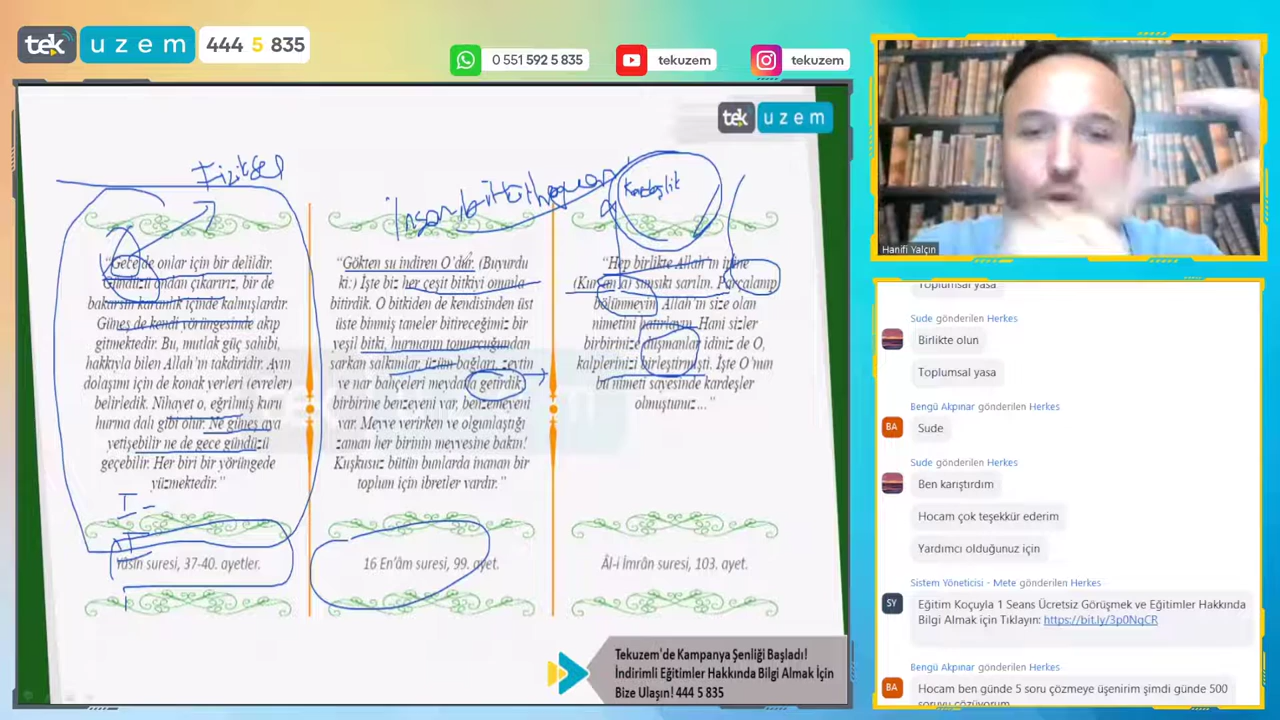 tek uzem 444 5 835
0 551 592 5 835
tekuzem
tekuzem
tek uzem
Fiziksel
Kardeşlik
"Gece de onlar için bir delildir.
Gündüzü ondan çıkarırız, bir de
bakarsın karanlık içinde kalmışlardır.
Güneş de kendi yörüngesinde akıp
gitmektedir. Bu, mutlak güç sahibi,
hakkıyla bilen Allah'ın takdiridir. Ayın
dolaşımı için de konak yerleri (evreler)
belirledik. Nihayet o, eğrilmiş kuru
hurma dalı gibi olur. Ne güneş aya
yetişebilir ne de gece gündüzü
geçebilir. Her biri bir yörüngede
yüzmektedir."
Yâsîn suresi, 37-40. ayetler.
"Gökten su indiren O'dur. (Buyurdu
ki:) İşte biz her çeşit bitkiyi onunla
bitirdik. O bitkiden de kendisinden üst
üste binmiş taneler bitireceğimiz bir
yeşil bitki, hurmanın tomurcuğundan
sarkan salkımlar, üzüm bağları, zeytin
ve nar bahçeleri meydana getirdik,
birbirine benzeyeni var, benzemeyeni
var. Meyve verirken ve olgunlaştığı
zaman her birinin meyvesine bakın!
Kuşkusuz bütün bunlarda inanan bir
toplum için ibretler vardır."
16 En'âm suresi, 99. ayet.
"Hep birlikte Allah'ın ipine
(Kur'an'a) sımsıkı sarılın. Parçalanıp
bölünmeyin. Allah'ın size olan
nimetini hatırlayın. Hani sizler
birbirinize düşmanlar idiniz de O,
kalplerinizi birleştirmişti. İşte O'nun
bu nimeti sayesinde kardeşler
olmuştunuz..."
Âl-i İmrân suresi, 103. ayet.
Tekuzem'de Kampanya Şenliği Başladı!
İndirimli Eğitimler Hakkında Bilgi Almak İçin
Bize Ulaşın! 444 5 835
Hanifi Yalçın
Toplumsal yasa
Sude gönderilen Herkes
Birlikte olun
Toplumsal yasa
Bengü Akpınar gönderilen Herkes
BA Sude
Sude gönderilen Herkes
Ben karıştırdım
Hocam çok teşekkür ederim
Yardımcı olduğunuz için
Sistem Yöneticisi - Mete gönderilen Herkes
SY Eğitim Koçuyla 1 Seans Ücretsiz Görüşmek ve Eğitimler Hakkında
Bilgi Almak için Tıklayın: https://bit.ly/3p0NqCR
Bengü Akpınar gönderilen Herkes
BA Hocam ben günde 5 soru çözmeye üşenirim şimdi günde 500
soruyu çözüyorum